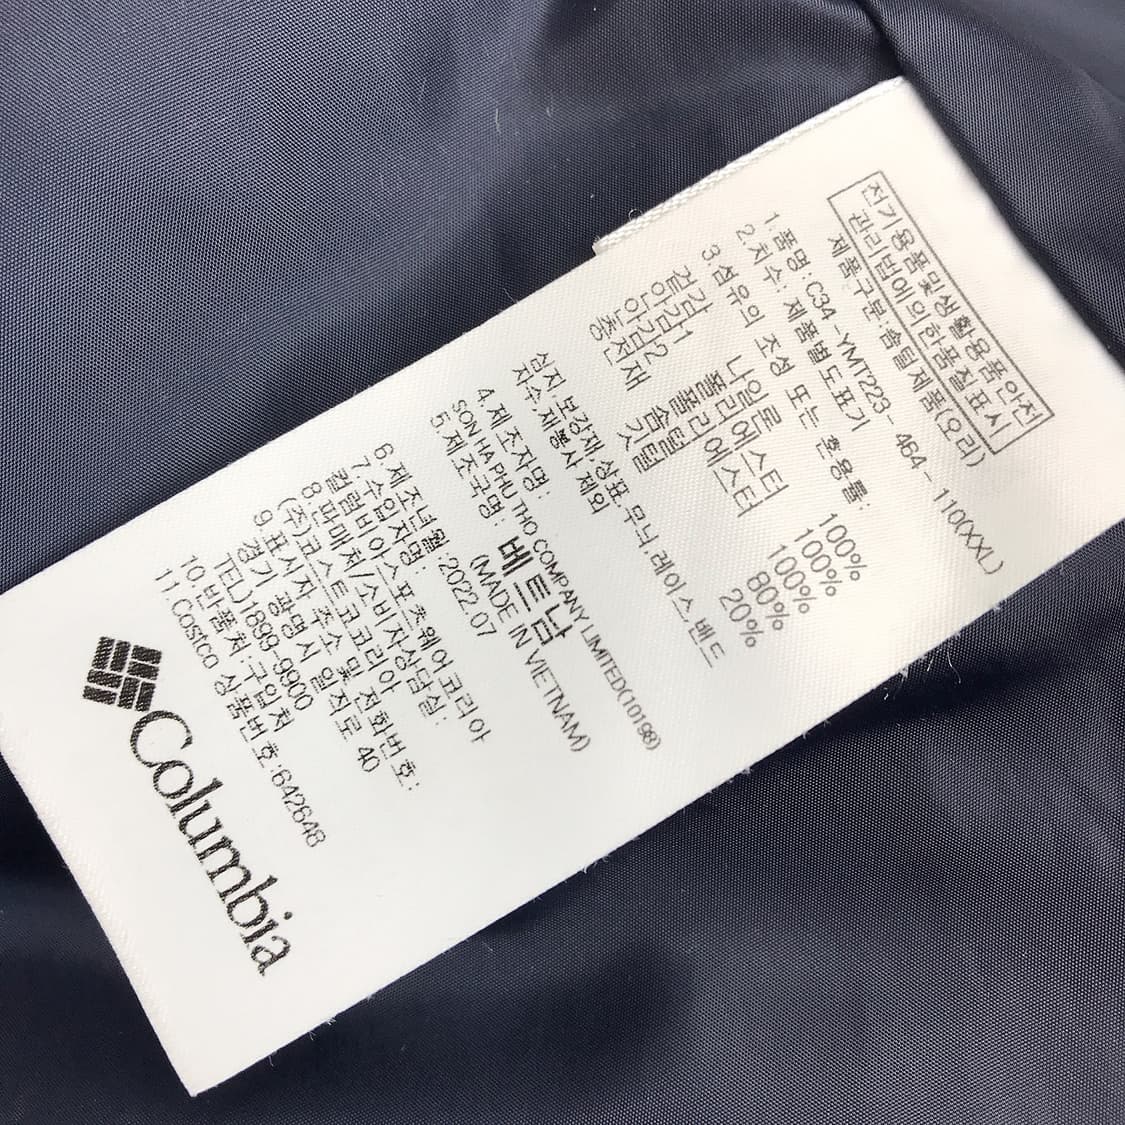 전기용품및생활용품안전
관리법에의한품질표시
제품구분:솜털제품(오리)
1.품명:C34-YMT223-464-110(XXL)
2.치수: 제품별도표기
3.섬유의 조성 또는 혼용률:
겉감 나일론 100%
안감1 폴리에스터 100%
안감2 폴리에스터 100%
충전재 솜털 80%
깃털 20%
심지,보강재,상표,무늬,레이스,밴드
자수,재봉사 제외
4.제조자명:
SON HA PHU THO COMPANY LIMITED(10198)
5.제조국명: 베트남
(MADE IN VIETNAM)
6.제조년월:2022.07
7.수입자명:
컬럼비아스포츠웨어코리아
8.판매처/소비자상담실:
(주)코스트코코리아
9.표시자 주소 및 전화번호:
경기 광명시 일직로 40
TEL)1899-9900
10.반품처:구입처
11.Costco 상품번호:642648
Columbia